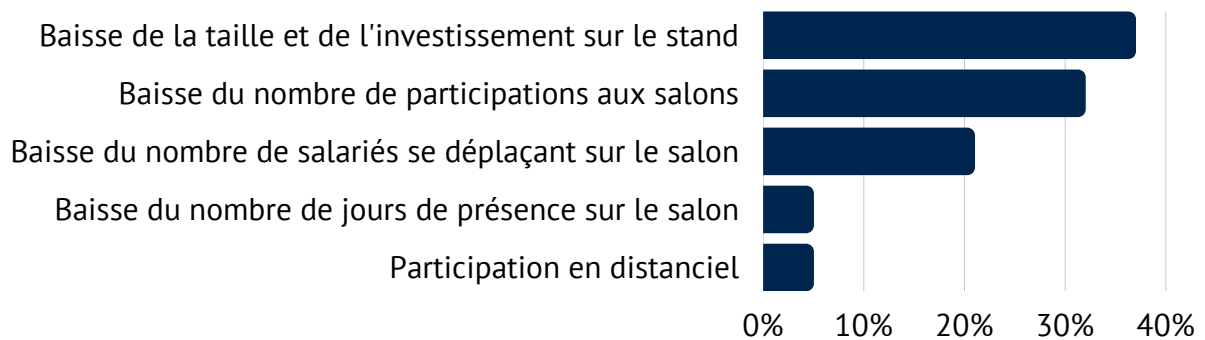 Baisse de la taille et de l'investissement sur le stand
Baisse du nombre de participations aux salons
Baisse du nombre de salariés se déplaçant sur le salon
Baisse du nombre de jours de présence sur le salon
Participation en distanciel
0% 10% 20% 30% 40%